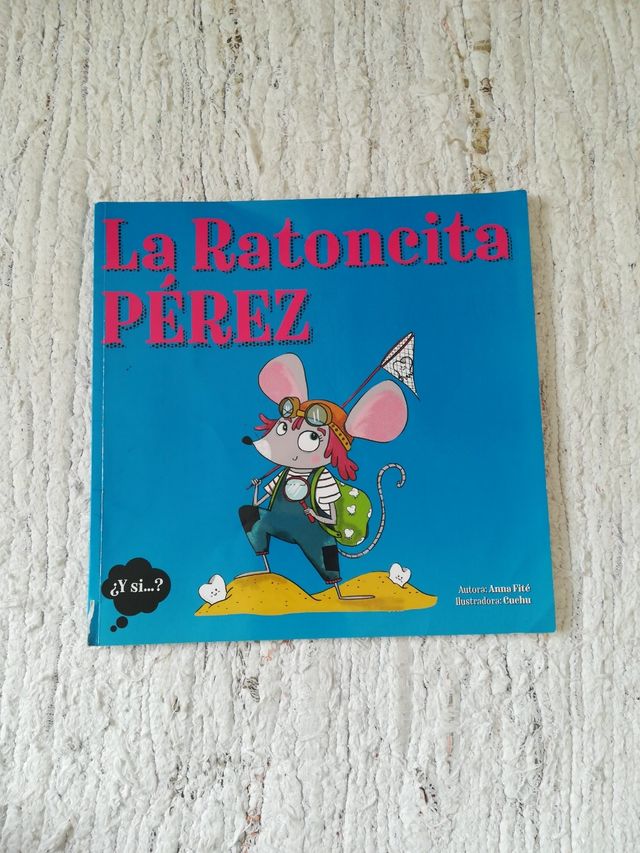 La Ratoncita
PÉREZ
¿Y si...?
Autora: Anna Fité
Ilustradora: Cuchu